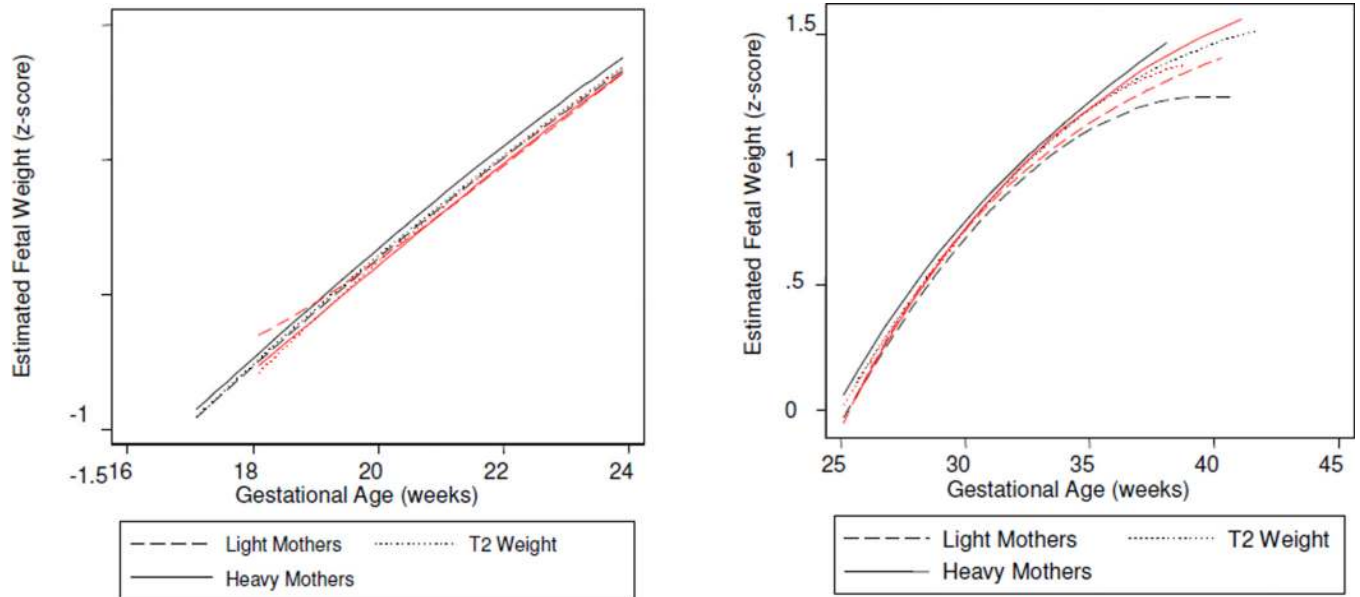 Estimated Fetal Weight (z-score)
-1
-1.5
16 18 20 22 24
Gestational Age (weeks)
Light Mothers T2 Weight
Heavy Mothers
Estimated Fetal Weight (z-score)
1.5
1
.5
0
25 30 35 40 45
Gestational Age (weeks)
Light Mothers T2 Weight
Heavy Mothers